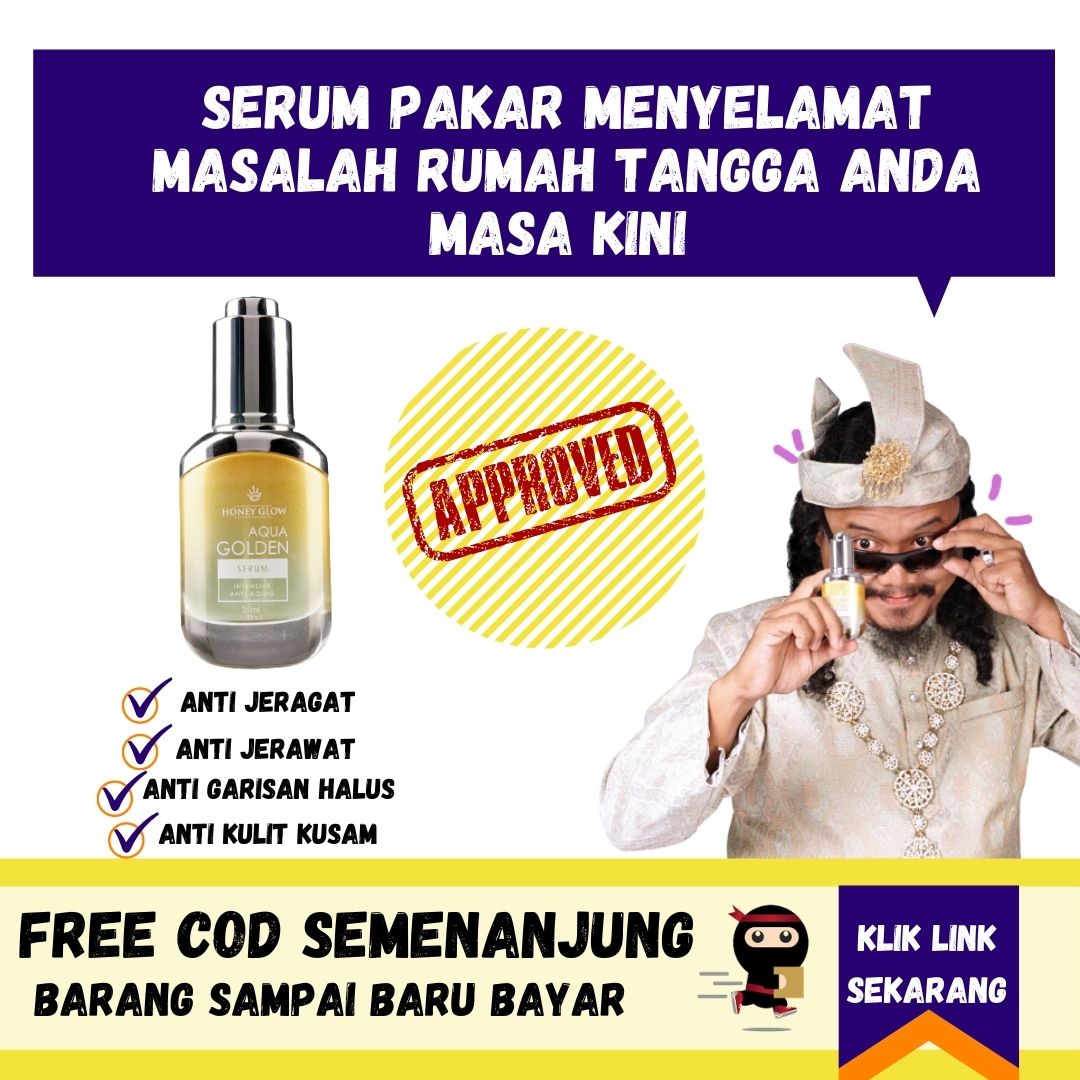 SERUM PAKAR MENYELAMAT
MASALAH RUMAH TANGGA ANDA
MASA KINI
HONEY GLOW
AQUA
GOLDEN
SERUM
INTENSIVE
ANTI AGING
35ml
APPROVED
ANTI JERAGAT
ANTI JERAWAT
ANTI GARISAN HALUS
ANTI KULIT KUSAM
FREE COD SEMENANJUNG
BARANG SAMPAI BARU BAYAR
KLIK LINK
SEKARANG